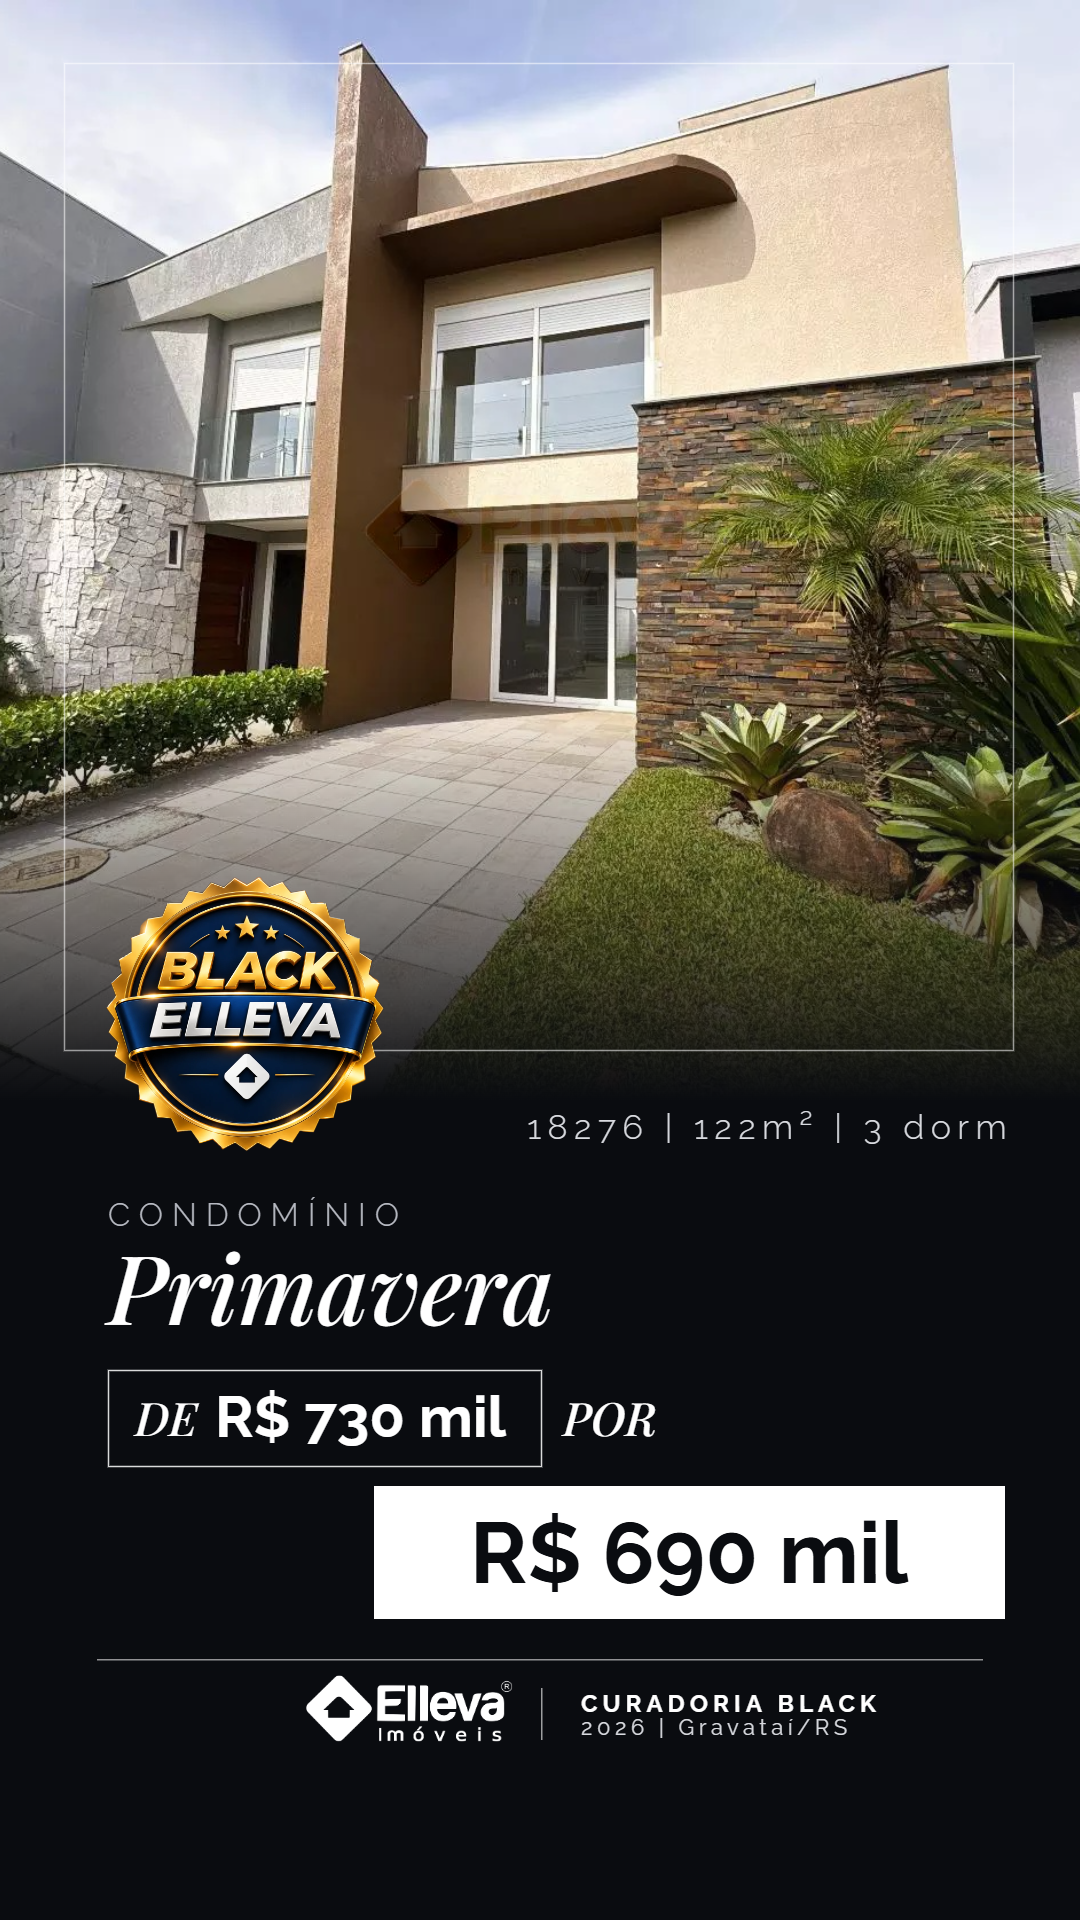 Elleva
BLACK
ELLEVA
18276 | 122m² | 3 dorm
CONDOMÍNIO
Primavera
DE R$ 730 mil POR
R$ 690 mil
Elleva®
Imóveis
CURADORIA BLACK
2026 | Gravataí/RS